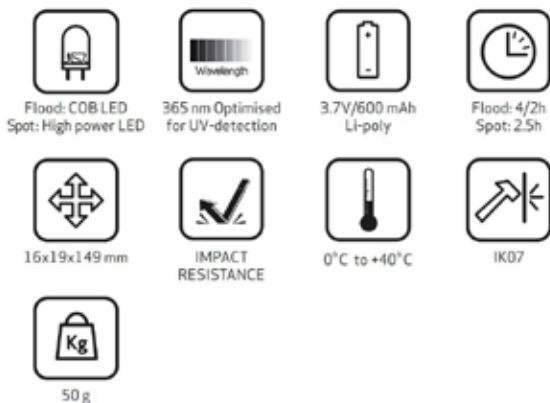 Wavelength
Flood: COB LED
Spot: High power LED
365 nm Optimised
for UV-detection
3.7V/600 mAh
Li-poly
Flood: 4/2h
Spot: 2.5h
16x19x149 mm
IMPACT
RESISTANCE
0°C to +40°C
IK07
Kg
50 g